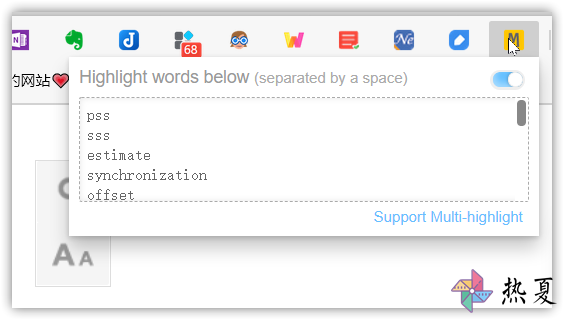 N
J
68
W
Ne
M
的网站
Highlight words below (separated by a space)
pss
sss
estimate
synchronization
offset
Support Multi-highlight
A A
热夏